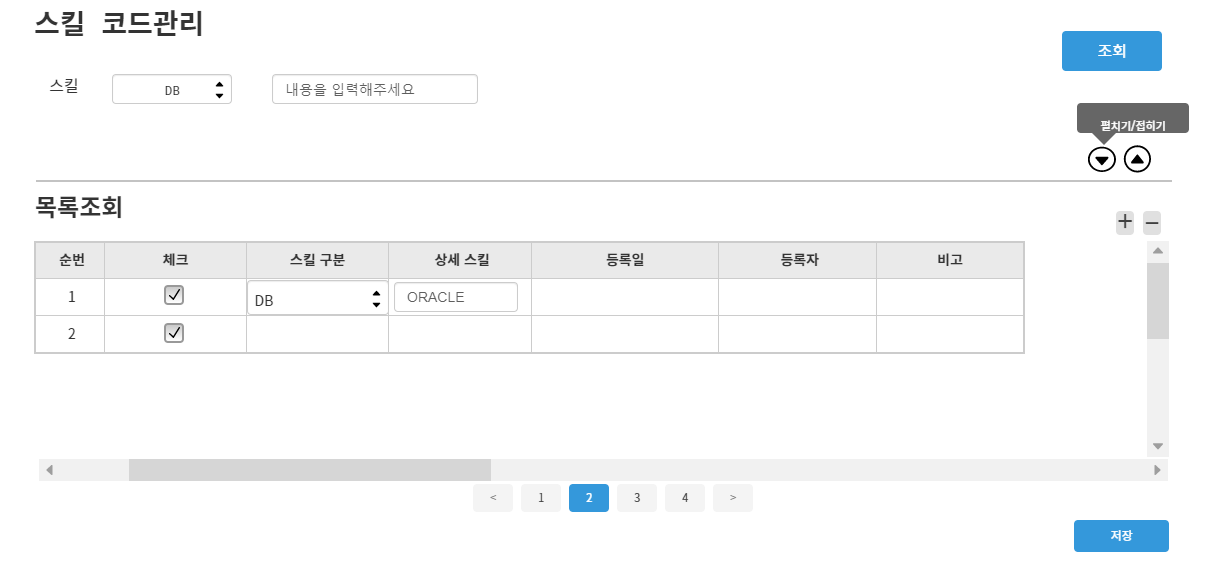 스킬 코드관리
조회
스킬 DB 내용을 입력해주세요
펼치기/접히기
목록조회
+ −
순번 체크 스킬 구분 상세 스킬 등록일 등록자 비고
1 DB ORACLE
2
< 1 2 3 4 >
저장